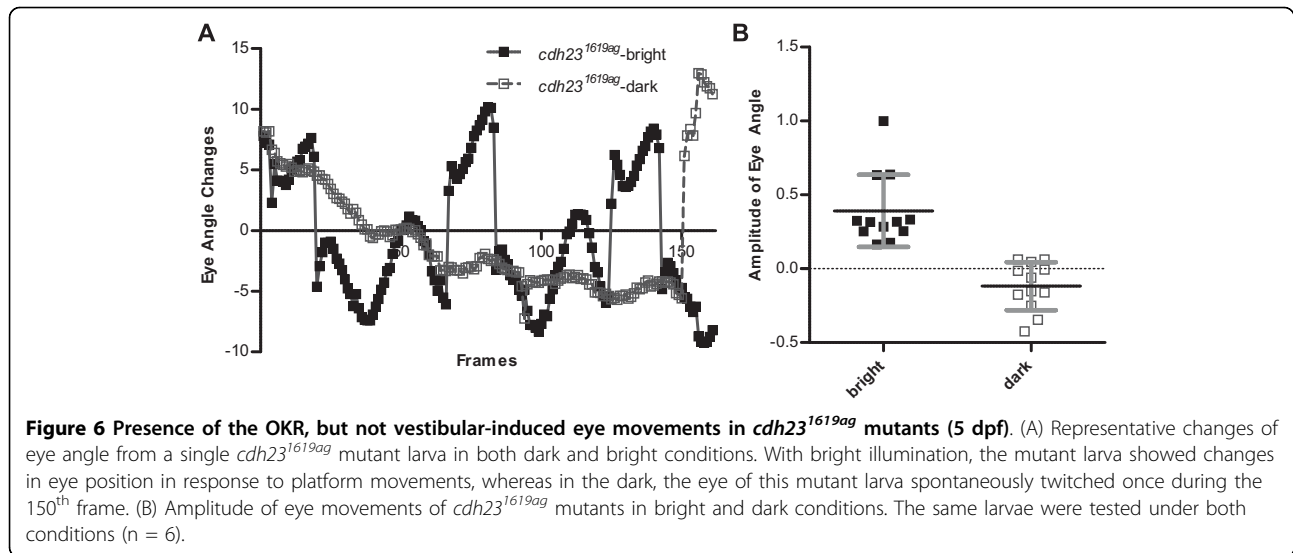 A
B
cdh23^1619ag-bright
cdh23^1619ag-dark
15
10
5
0
-5
-10
Eye Angle Changes
50
100
150
Frames
1.5
1.0
0.5
0.0
-0.5
Amplitude of Eye Angle
bright
dark
Figure 6 Presence of the OKR, but not vestibular-induced eye movements in cdh23^1619ag mutants (5 dpf). (A) Representative changes of
eye angle from a single cdh23^1619ag mutant larva in both dark and bright conditions. With bright illumination, the mutant larva showed changes
in eye position in response to platform movements, whereas in the dark, the eye of this mutant larva spontaneously twitched once during the
150^th frame. (B) Amplitude of eye movements of cdh23^1619ag mutants in bright and dark conditions. The same larvae were tested under both
conditions (n = 6).